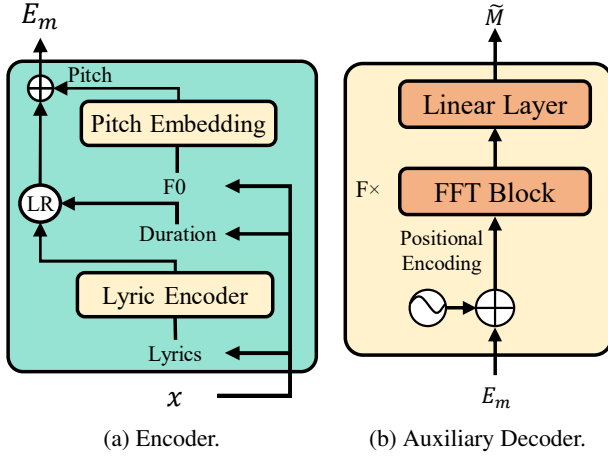 E_m
Pitch
Pitch Embedding
F0
LR
Duration
Lyric Encoder
Lyrics
x
(a) Encoder.
M̃
Linear Layer
F×
FFT Block
Positional
Encoding
E_m
(b) Auxiliary Decoder.